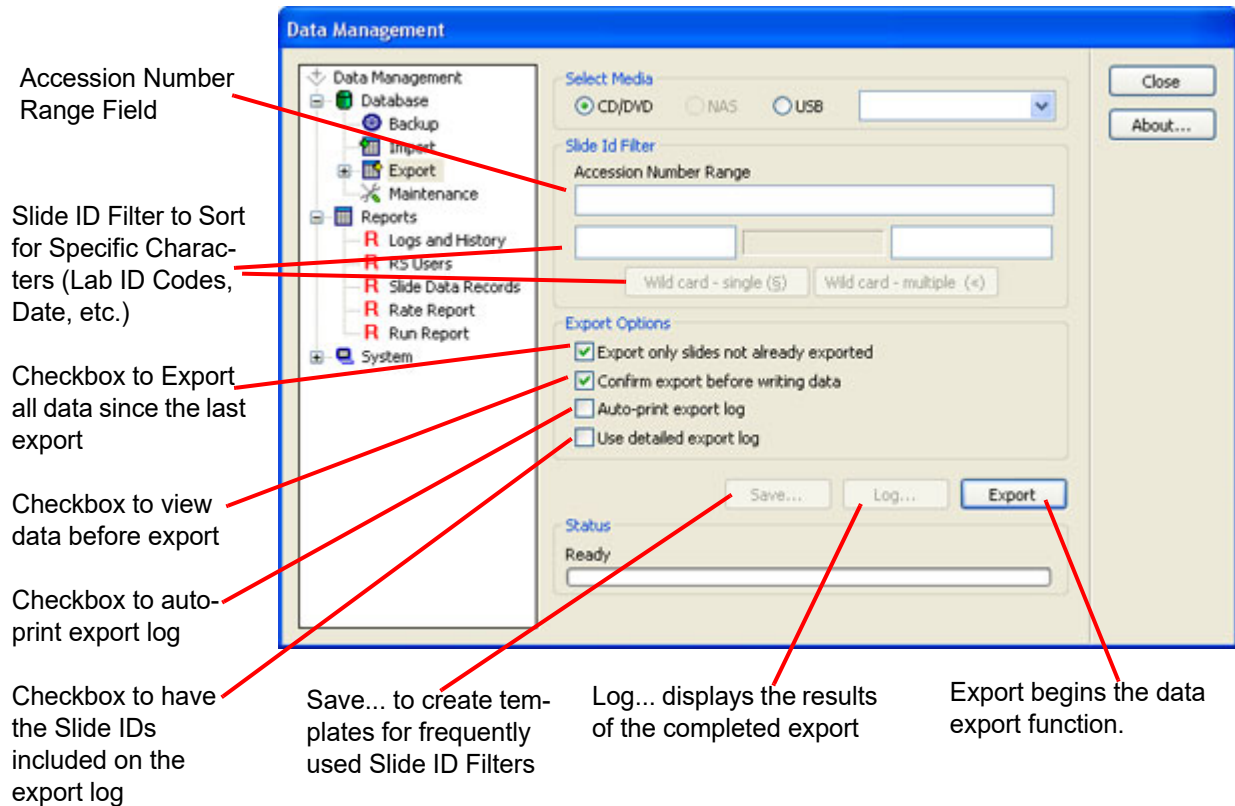 Data Management
Accession Number
Range Field
Data Management
Database
Backup
Import
Export
Maintenance
Reports
R Logs and History
R RS Users
R Slide Data Records
R Rate Report
R Run Report
System
Select Media
CD/DVD NAS USB
Slide Id Filter
Accession Number Range
Wild card - single (§) Wild card - multiple («)
Export Options
Export only slides not already exported
Confirm export before writing data
Auto-print export log
Use detailed export log
Save... Log... Export
Status
Ready
Close
About...
Slide ID Filter to Sort
for Specific Charac-
ters (Lab ID Codes,
Date, etc.)
Checkbox to Export
all data since the last
export
Checkbox to view
data before export
Checkbox to auto-
print export log
Checkbox to have
the Slide IDs
included on the
export log
Save... to create tem-
plates for frequently
used Slide ID Filters
Log... displays the results
of the completed export
Export begins the data
export function.